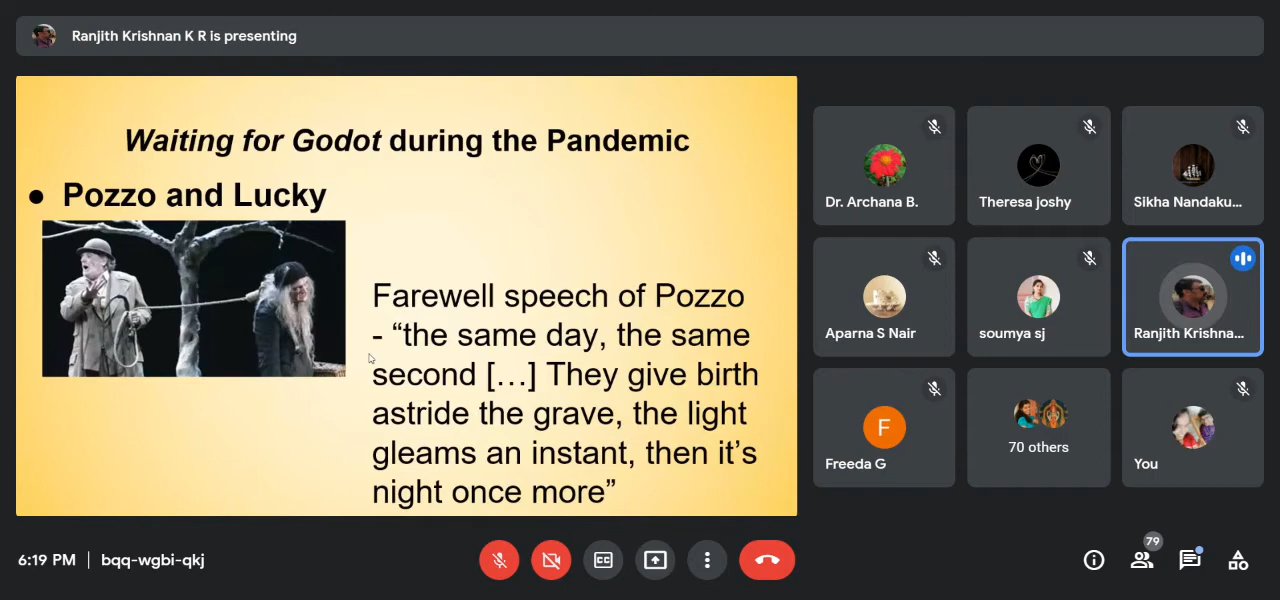 Ranjith Krishnan K R is presenting
Waiting for Godot during the Pandemic
● Pozzo and Lucky
Farewell speech of Pozzo
- “the same day, the same
second […] They give birth
astride the grave, the light
gleams an instant, then it’s
night once more”
Dr. Archana B.
Theresa joshy
Sikha Nandaku...
Aparna S Nair
soumya sj
Ranjith Krishna...
F
Freeda G
70 others
You
6:19 PM | bqq-wgbi-qkj
CC
79